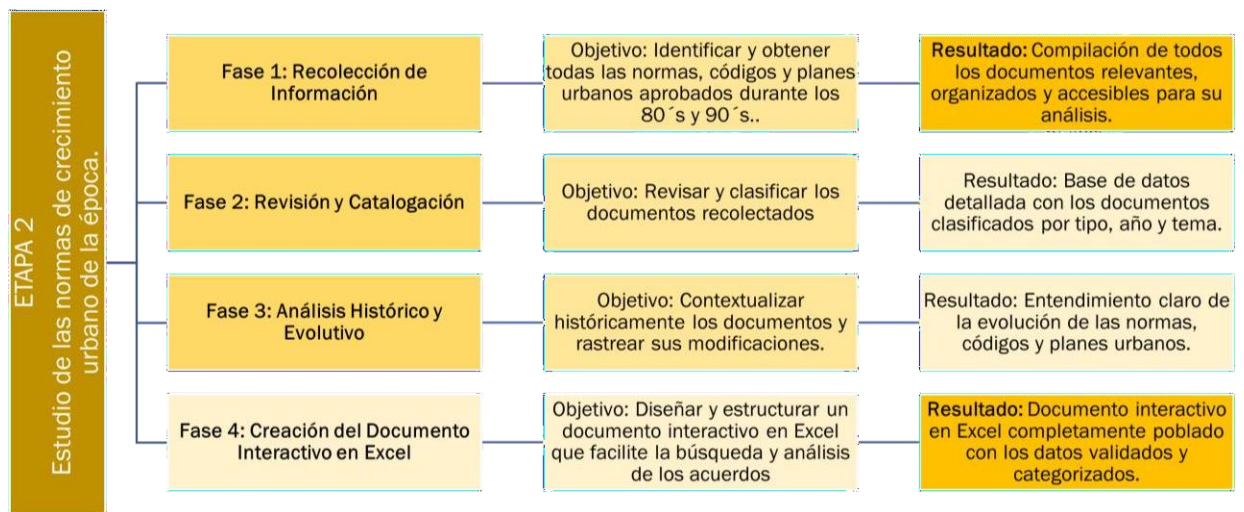 ETAPA 2
Estudio de las normas de crecimiento
urbano de la época.
Fase 1: Recolección de
Información
Objetivo: Identificar y obtener
todas las normas, códigos y planes
urbanos aprobados durante los
80´s y 90´s..
Resultado: Compilación de todos
los documentos relevantes,
organizados y accesibles para su
análisis.
Fase 2: Revisión y Catalogación
Objetivo: Revisar y clasificar los
documentos recolectados
Resultado: Base de datos
detallada con los documentos
clasificados por tipo, año y tema.
Fase 3: Análisis Histórico y
Evolutivo
Objetivo: Contextualizar
históricamente los documentos y
rastrear sus modificaciones.
Resultado: Entendimiento claro de
la evolución de las normas,
códigos y planes urbanos.
Fase 4: Creación del Documento
Interactivo en Excel
Objetivo: Diseñar y estructurar un
documento interactivo en Excel
que facilite la búsqueda y análisis
de los acuerdos
Resultado: Documento interactivo
en Excel completamente poblado
con los datos validados y
categorizados.